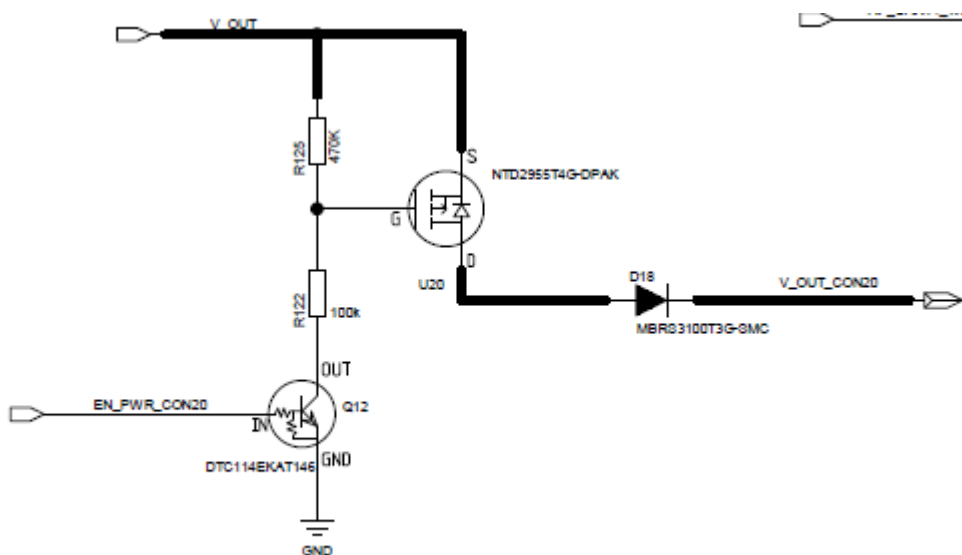 V_OUT
R125
470K
S
NTD2955T4G-DPAK
G
D
U20
D18
V_OUT_CON20
MBRS3100T3G-SMC
R122
100k
OUT
EN_PWR_CON20
Q12
IN
GND
DTC114EKAT146
GND